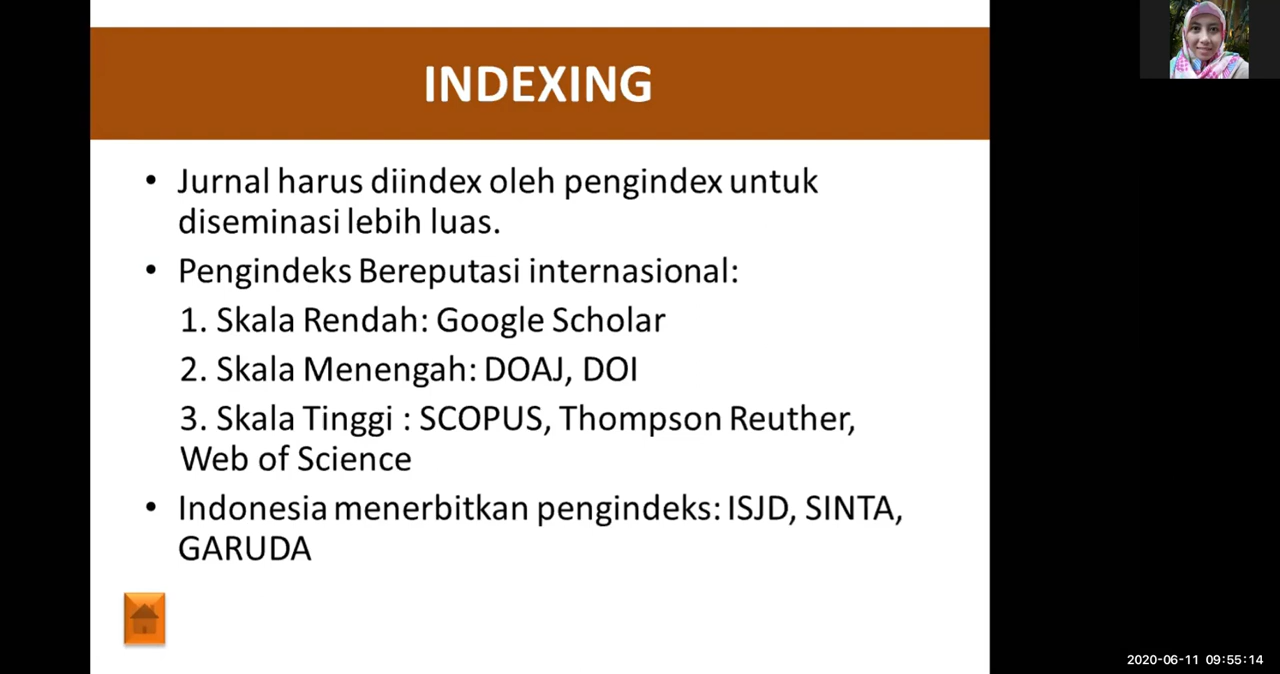 INDEXING
• Jurnal harus diindex oleh pengindex untuk
diseminasi lebih luas.
• Pengindeks Bereputasi internasional:
1. Skala Rendah: Google Scholar
2. Skala Menengah: DOAJ, DOI
3. Skala Tinggi : SCOPUS, Thompson Reuther,
Web of Science
• Indonesia menerbitkan pengindeks: ISJD, SINTA,
GARUDA
2020-06-11 09:55:14